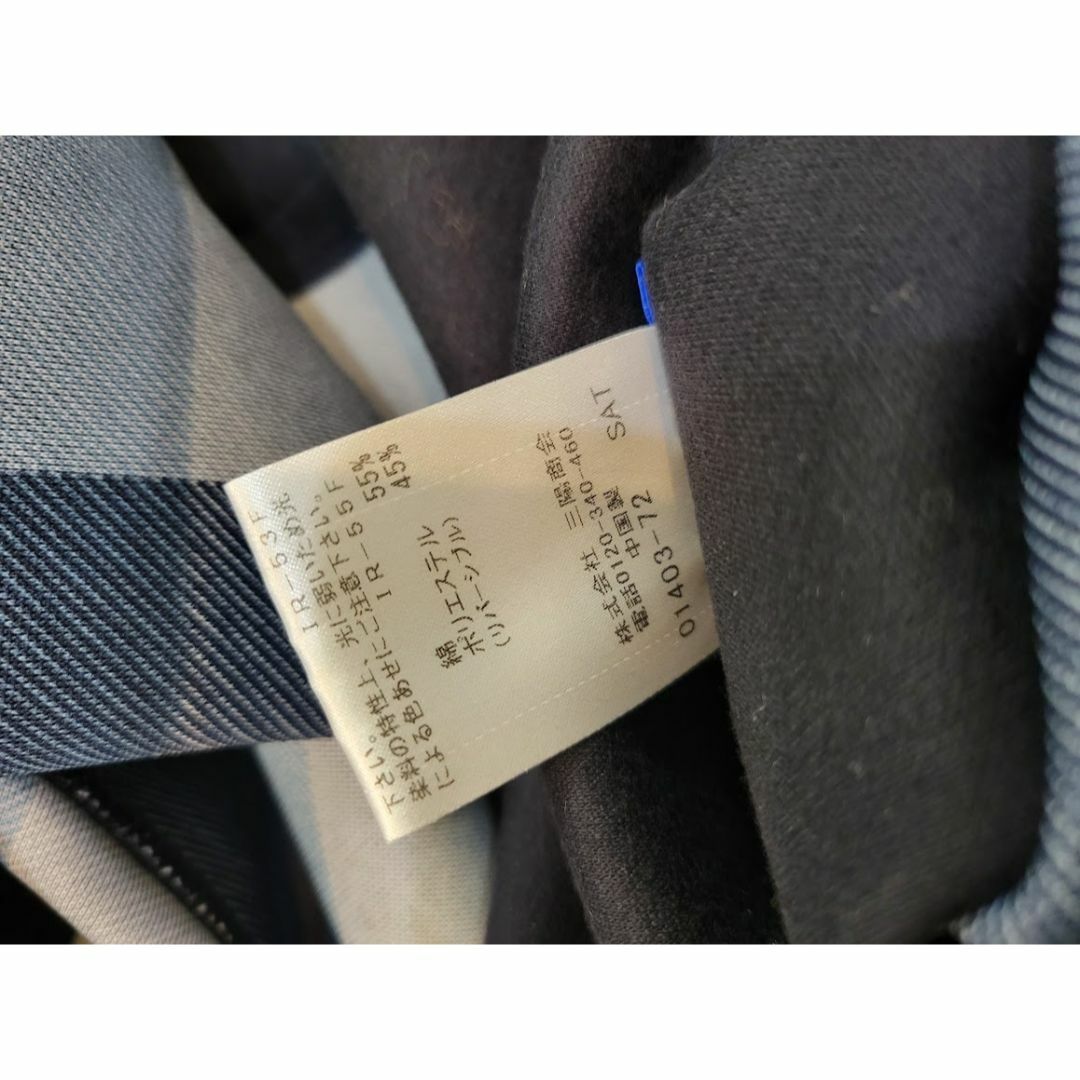 下さい。 IR-53F
染料の特性上、光に弱いため光
による色あせにご注意下さい。
IR-55F
綿 55%
ポリエステル 45%
(リバーシブル)
株式会社 三陽商会
電話0120-340-460
中国製 SAT
01403-72